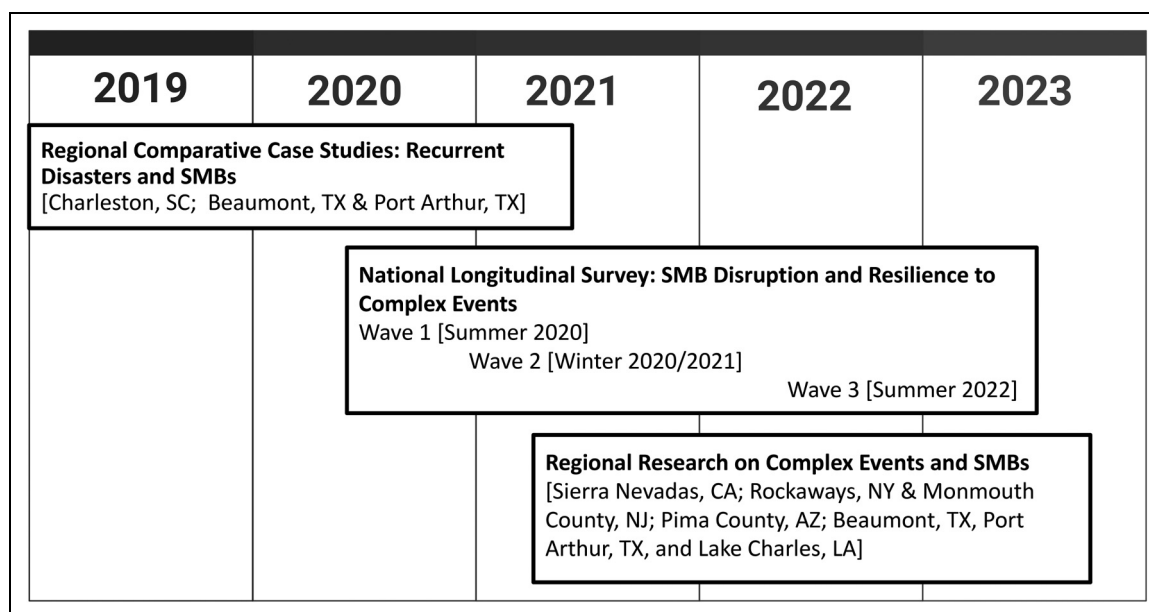 2019 2020 2021 2022 2023
Regional Comparative Case Studies: Recurrent
Disasters and SMBs
[Charleston, SC; Beaumont, TX & Port Arthur, TX]
National Longitudinal Survey: SMB Disruption and Resilience to
Complex Events
Wave 1 [Summer 2020]
Wave 2 [Winter 2020/2021]
Wave 3 [Summer 2022]
Regional Research on Complex Events and SMBs
[Sierra Nevadas, CA; Rockaways, NY & Monmouth
County, NJ; Pima County, AZ; Beaumont, TX, Port
Arthur, TX, and Lake Charles, LA]